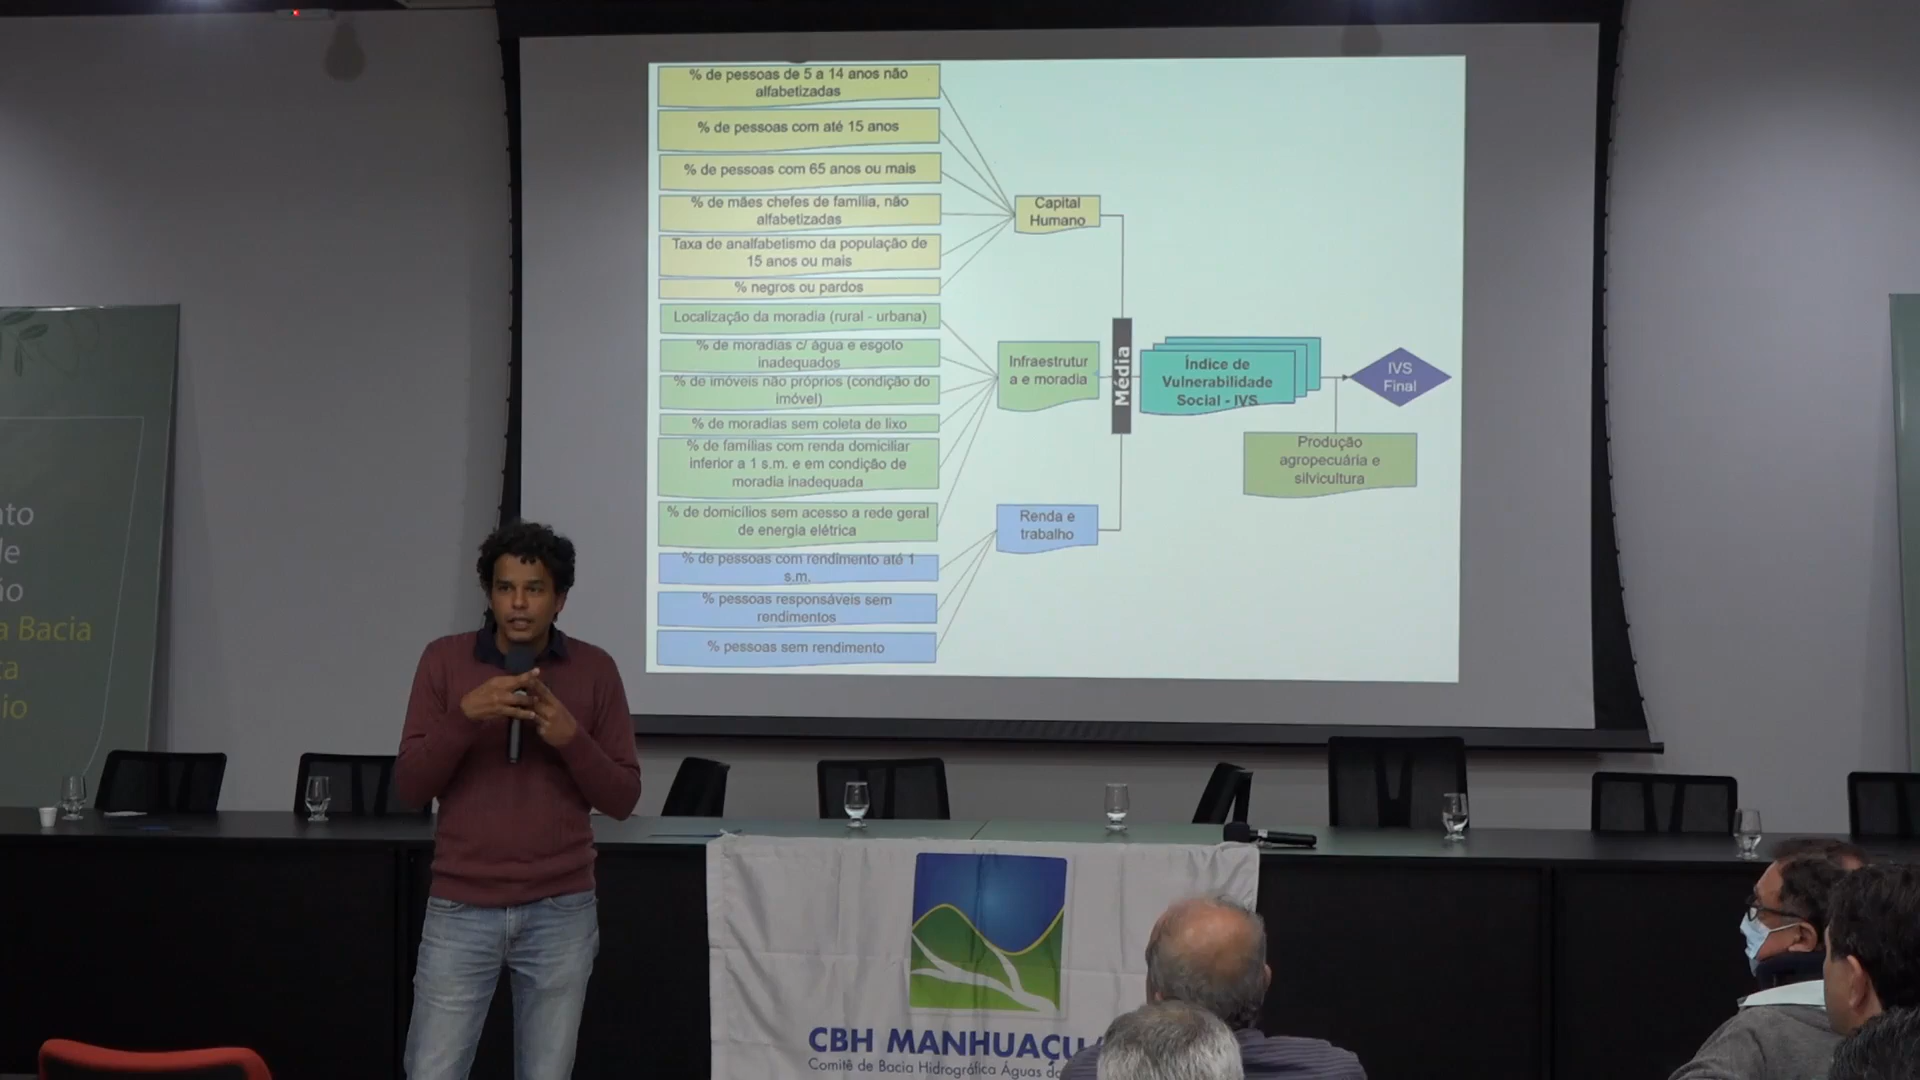 % de pessoas de 5 a 14 anos não
alfabetizadas
% de pessoas com até 15 anos
% de pessoas com 65 anos ou mais
% de mães chefes de família, não
alfabetizadas
Taxa de analfabetismo da população de
15 anos ou mais
% negros ou pardos
Localização da moradia (rural - urbana)
% de moradias c/ água e esgoto
inadequados
% de imóveis não próprios (condição do
imóvel)
% de moradias sem coleta de lixo
% de famílias com renda domiciliar
inferior a 1 s.m. e em condição de
moradia inadequada
% de domicílios sem acesso a rede geral
de energia elétrica
% de pessoas com rendimento até 1
s.m.
% pessoas responsáveis sem
rendimentos
% pessoas sem rendimento
Capital
Humano
Infraestrutur
a e moradia
Renda e
trabalho
Média
Índice de
Vulnerabilidade
Social - IVS
IVS
Final
Produção
agropecuária e
silvicultura
a Bacia
CBH MANHUAÇU
Comitê de Bacia Hidrográfica Águas do